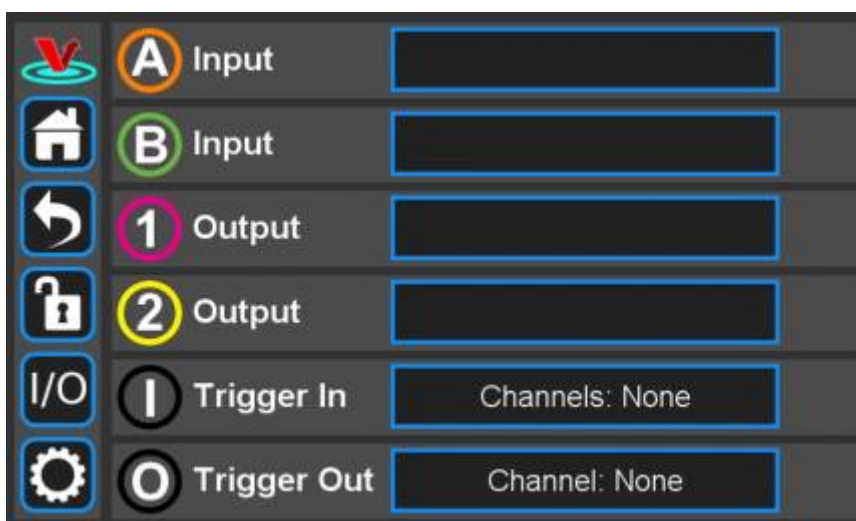 V
A Input
B Input
1 Output
2 Output
I/O
I Trigger In Channels: None
O Trigger Out Channel: None